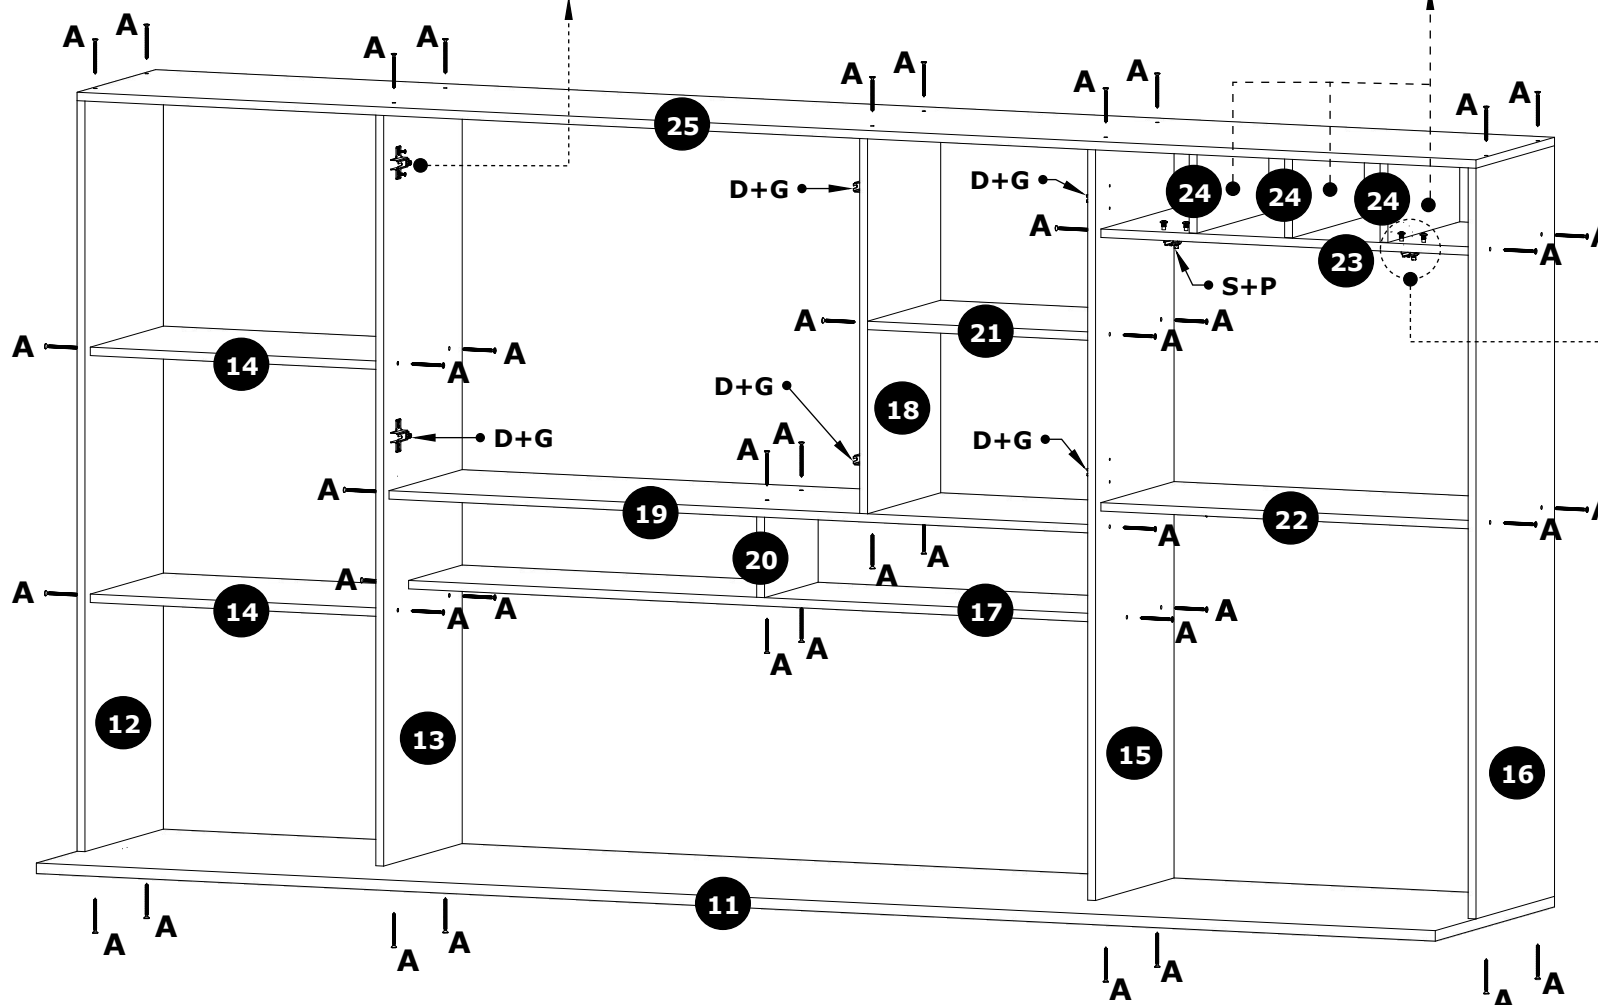 A A A A A A A A A A
25
D+G D+G 24 24 24
A A A
23
S+P
A A A 21 A
14 A A
D+G 18
D+G A A D+G
A A A
19 22 A
20 A A A
A A
14 A A 17 A A
A A
12 13 15 16
11
A A A A
A A A A